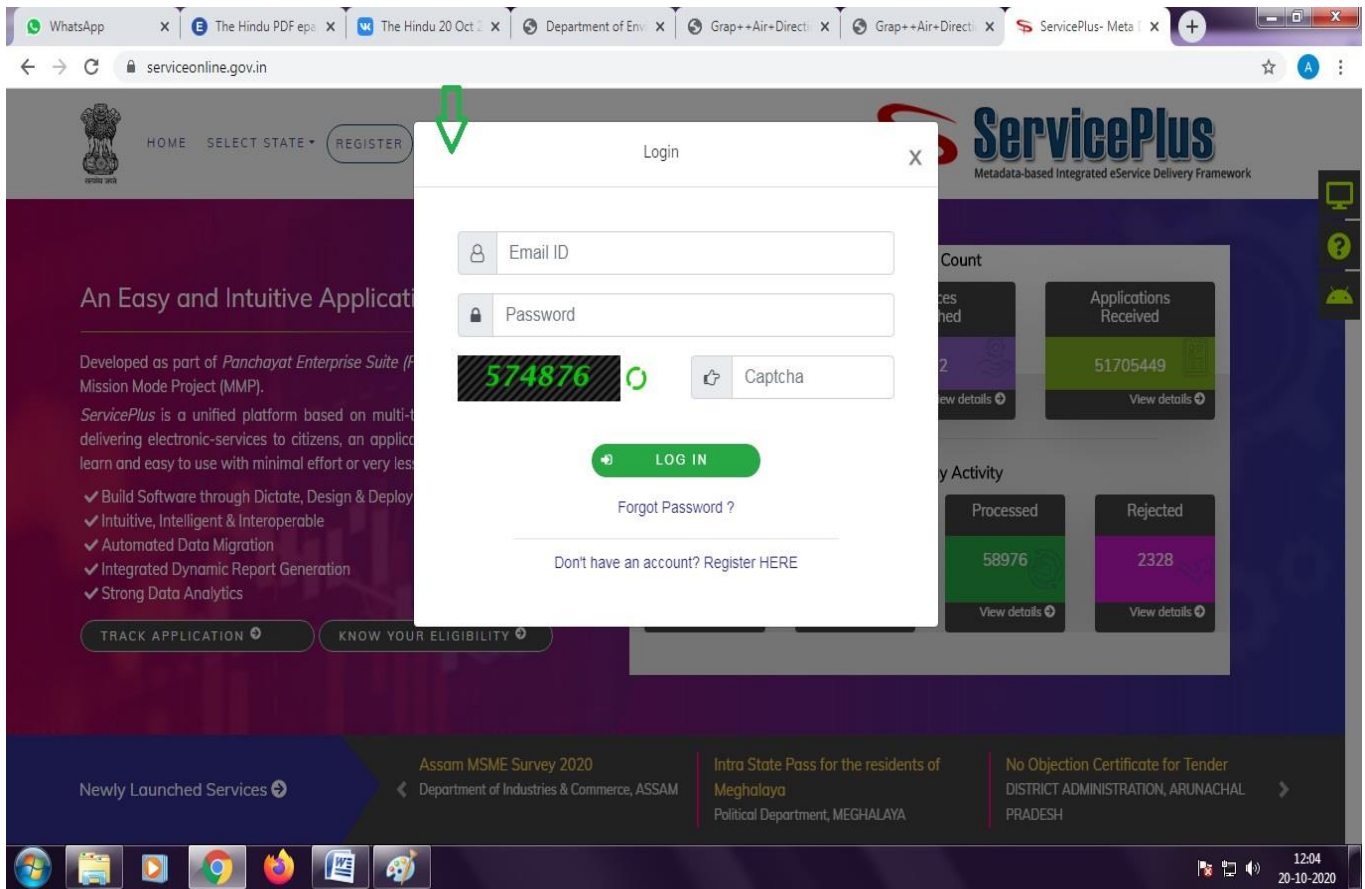 WhatsApp
The Hindu PDF epa
The Hindu 20 Oct 2
Department of Env
Grap++Air+Directi
Grap++Air+Directi
ServicePlus- Meta
serviceonline.gov.in
A
सत्यमेव जयते
HOME SELECT STATE REGISTER
Login
X
ServicePlus
Metadata-based Integrated eService Delivery Framework
Email ID
Password
574876
Captcha
LOG IN
Forgot Password ?
Don't have an account? Register HERE
An Easy and Intuitive Applicati
Developed as part of Panchayat Enterprise Suite
Mission Mode Project (MMP).
ServicePlus is a unified platform based on multi-t
delivering electronic-services to citizens, an applic
learn and easy to use with minimal effort or very les
Build Software through Dictate, Design & Deploy
Intuitive, Intelligent & Interoperable
Automated Data Migration
Integrated Dynamic Report Generation
Strong Data Analytics
TRACK APPLICATION
KNOW YOUR ELIGIBILITY
Count
ces
hed
2
iew details
Applications
Received
51705449
View details
y Activity
Processed
58976
View details
Rejected
2328
View details
Newly Launched Services
Assam MSME Survey 2020
Department of Industries & Commerce, ASSAM
Intra State Pass for the residents of
Meghalaya
Political Department, MEGHALAYA
No Objection Certificate for Tender
DISTRICT ADMINISTRATION, ARUNACHAL
PRADESH
12:04
20-10-2020